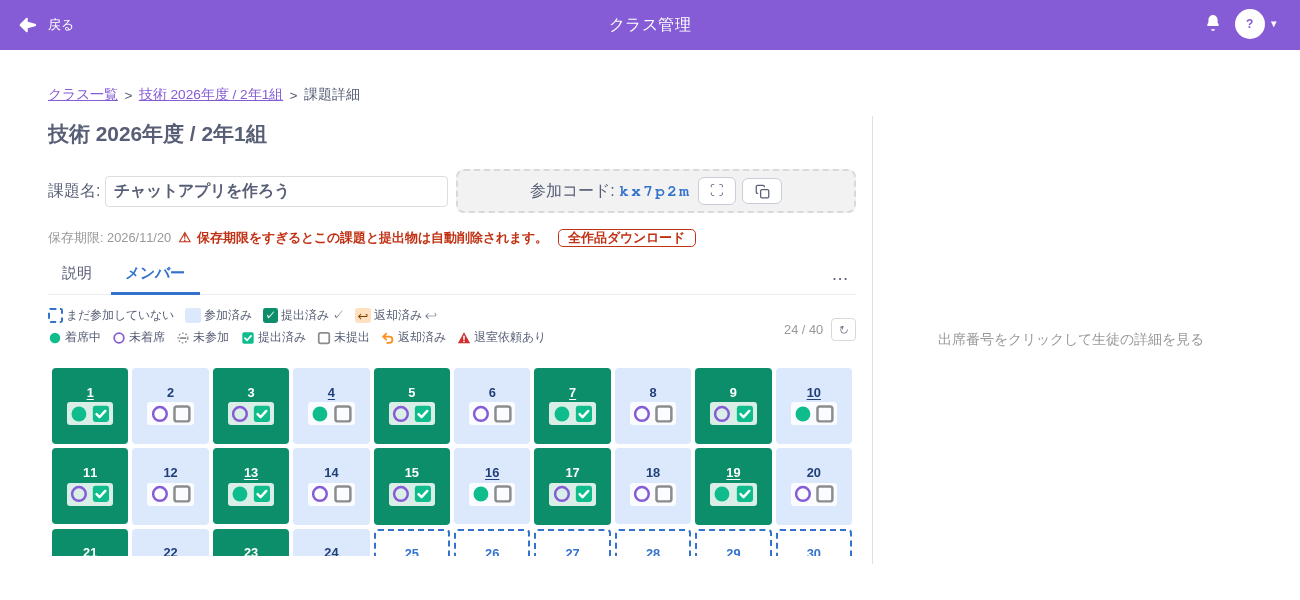 戻る
クラス管理
?
▼
クラス一覧 > 技術 2026年度 / 2年1組 > 課題詳細
技術 2026年度 / 2年1組
課題名: チャットアプリを作ろう
参加コード: kx7p2m
保存期限: 2026/11/20 ⚠ 保存期限をすぎるとこの課題と提出物は自動削除されます。 全作品ダウンロード
説明 メンバー …
まだ参加していない 参加済み 提出済み ✓ 返却済み ↩
着席中 未着席 未参加 提出済み 未提出 返却済み 退室依頼あり
24 / 40 ↻
出席番号をクリックして生徒の詳細を見る
1 2 3 4 5 6 7 8 9 10
11 12 13 14 15 16 17 18 19 20
21 22 23 24 25 26 27 28 29 30